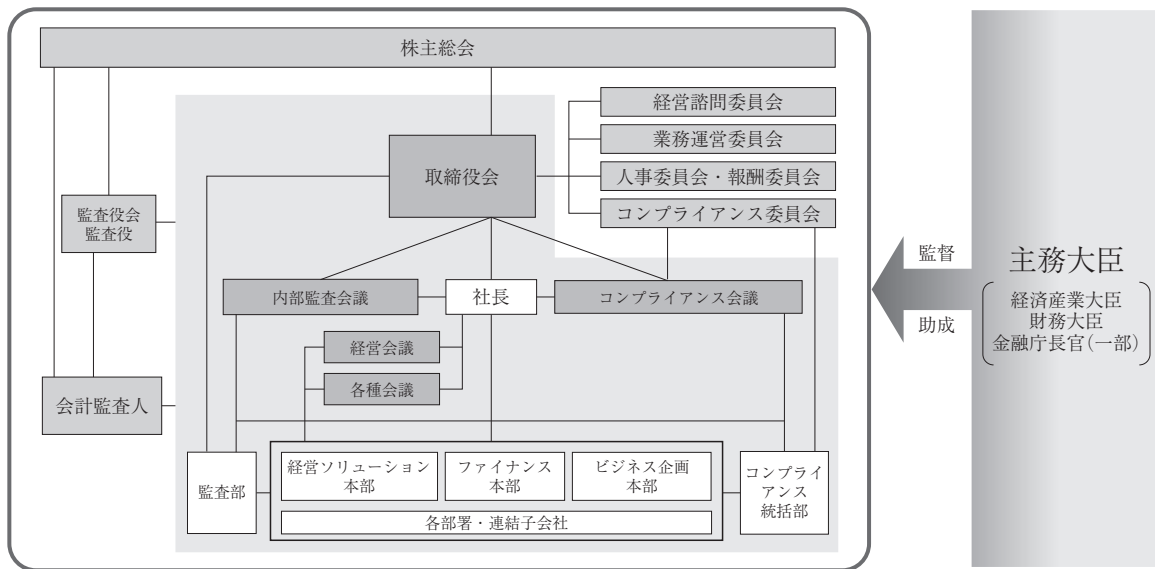 株主総会
経営諮問委員会
業務運営委員会
人事委員会・報酬委員会
コンプライアンス委員会
取締役会
監査役会
監査役
内部監査会議
社長
コンプライアンス会議
経営会議
各種会議
会計監査人
監査部
経営ソリューション
本部
ファイナンス
本部
ビジネス企画
本部
各部署・連結子会社
コンプライ
アンス
統括部
監督
助成
主務大臣
経済産業大臣
財務大臣
金融庁長官(一部)